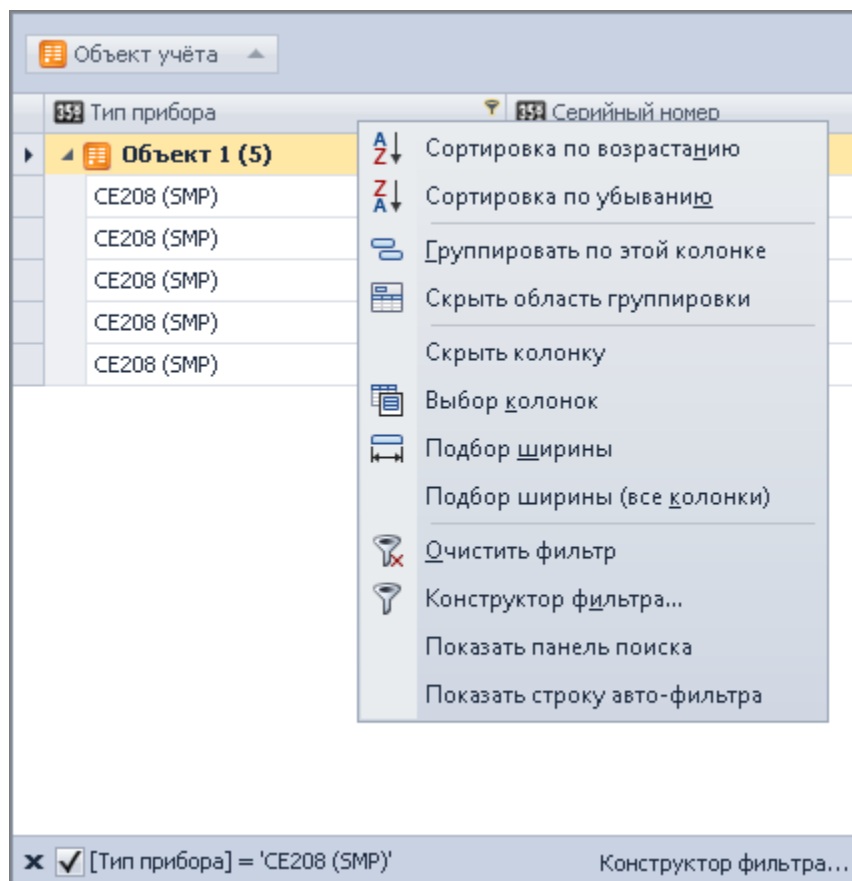 Объект учёта
Тип прибора
Серийный номер
Объект 1 (5)
CE208 (SMP)
CE208 (SMP)
CE208 (SMP)
CE208 (SMP)
CE208 (SMP)
Сортировка по возрастанию
Сортировка по убыванию
Группировать по этой колонке
Скрыть область группировки
Скрыть колонку
Выбор колонок
Подбор ширины
Подбор ширины (все колонки)
Очистить фильтр
Конструктор фильтра...
Показать панель поиска
Показать строку авто-фильтра
[Тип прибора] = 'CE208 (SMP)'
Конструктор фильтра...